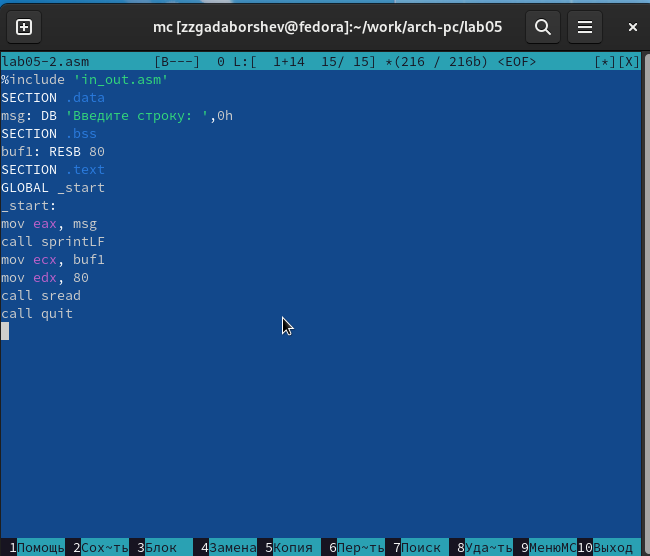 mc [zzgadaborshev@fedora]:~/work/arch-pc/lab05
lab05-2.asm [B---] 0 L:[ 1+14 15/ 15] *(216 / 216b) <EOF> [*][X]
%include 'in_out.asm'
SECTION .data
msg: DB 'Введите строку: ',0h
SECTION .bss
buf1: RESB 80
SECTION .text
GLOBAL _start
_start:
mov eax, msg
call sprintLF
mov ecx, buf1
mov edx, 80
call sread
call quit
1Помощь 2Сох~ть 3Блок 4Замена 5Копия 6Пер~ть 7Поиск 8Уда~ть 9МенюMC 10Выход